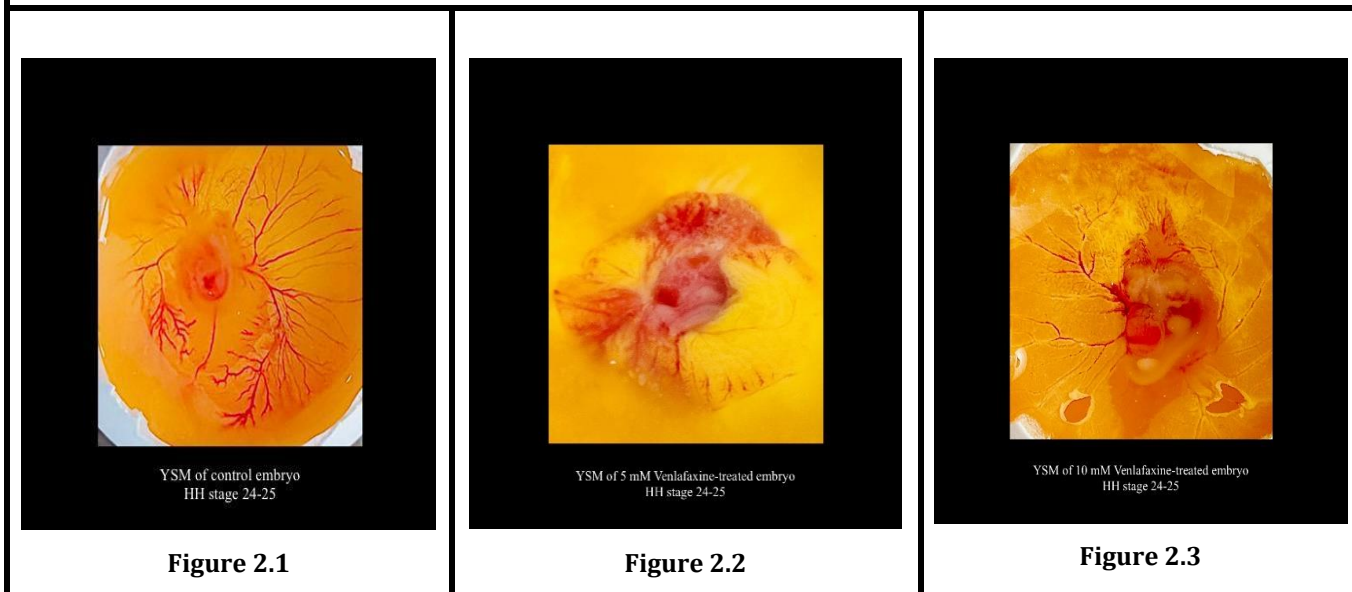 YSM of control embryo
HH stage 24-25
Figure 2.1
YSM of 5 mM Venlafaxine-treated embryo
HH stage 24-25
Figure 2.2
YSM of 10 mM Venlafaxine-treated embryo
HH stage 24-25
Figure 2.3